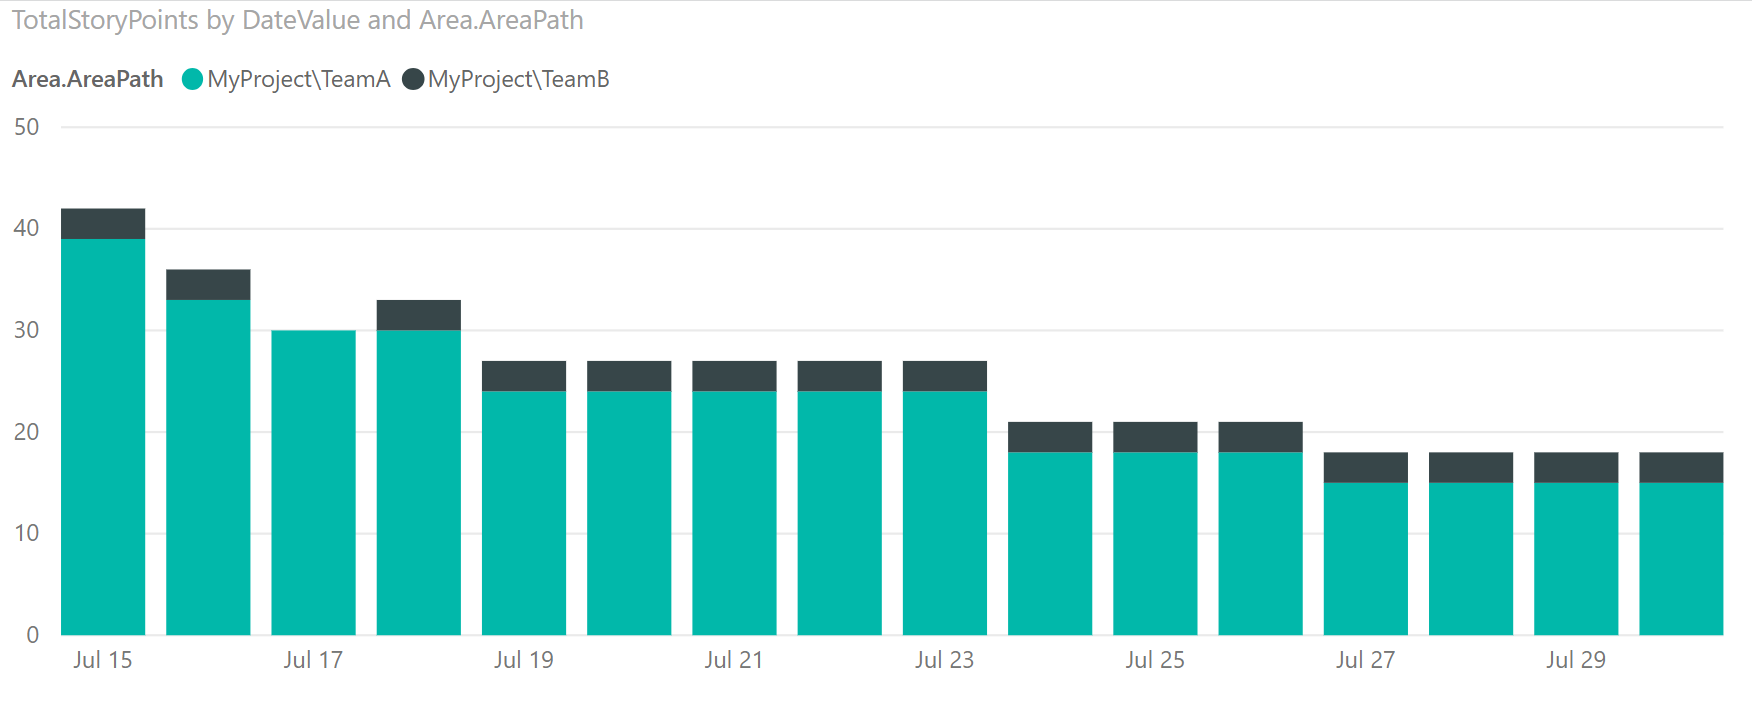 TotalStoryPoints by DateValue and Area.AreaPath
Area.AreaPath MyProject\TeamA MyProject\TeamB
50
40
30
20
10
0
Jul 15 Jul 17 Jul 19 Jul 21 Jul 23 Jul 25 Jul 27 Jul 29